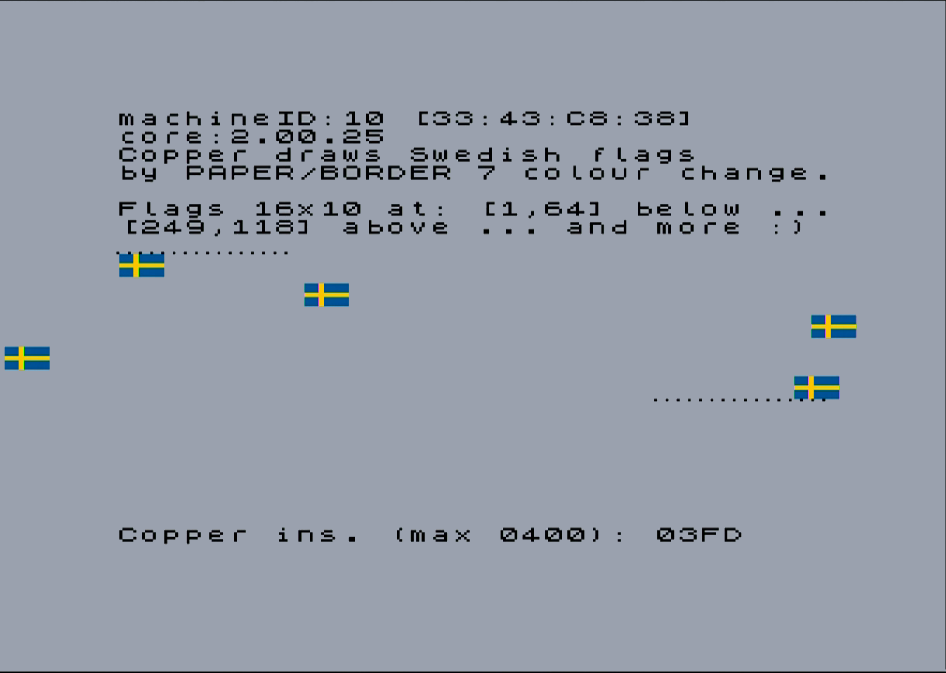 machineID:10 [33:43:C8:38]
core:2.00.25
Copper draws Swedish flags
by PAPER/BORDER 7 colour change.
Flags 16x10 at: [1,64] below ...
[249,118] above ... and more :)
................
................
Copper ins. (max 0400): 03FD